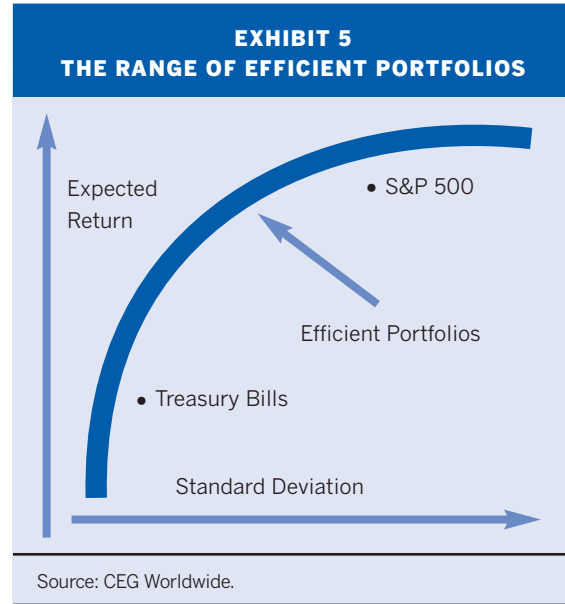 EXHIBIT 5
THE RANGE OF EFFICIENT PORTFOLIOS
Expected
Return
• S&P 500
Efficient Portfolios
• Treasury Bills
Standard Deviation
Source: CEG Worldwide.